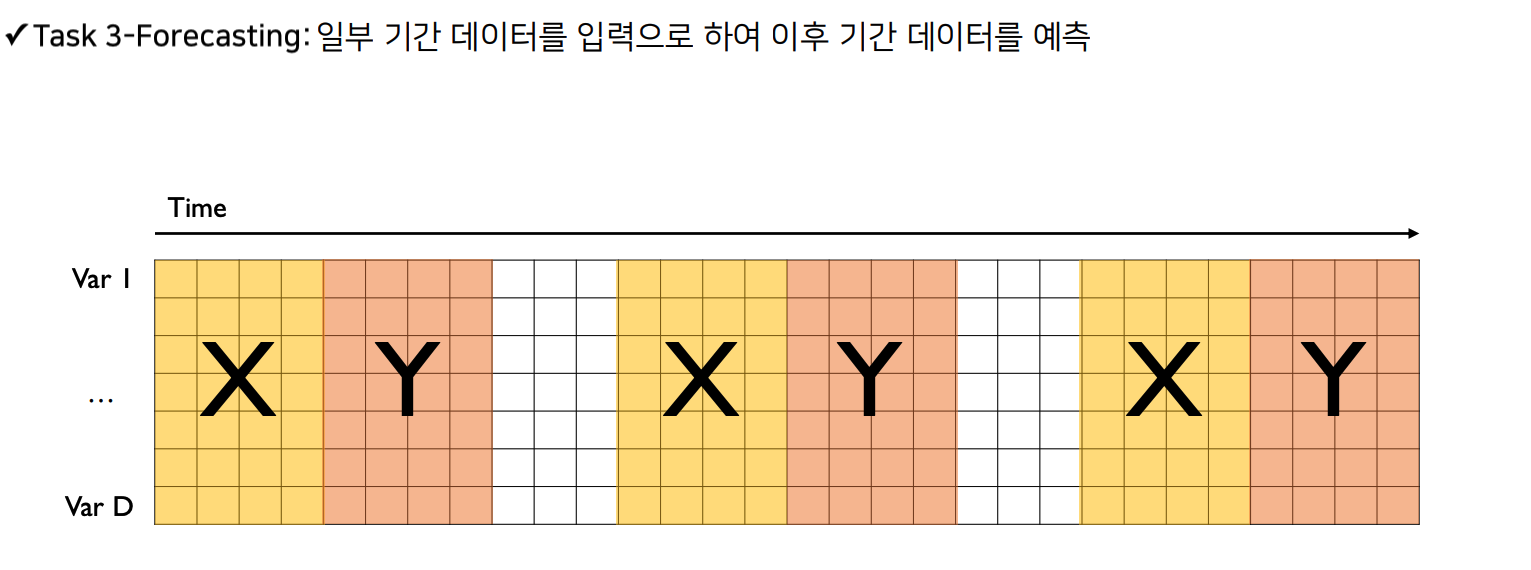 ✓Task 3-Forecasting: 일부 기간 데이터를 입력으로 하여 이후 기간 데이터를 예측
Time
Var 1
X Y X Y X Y
…
Var D